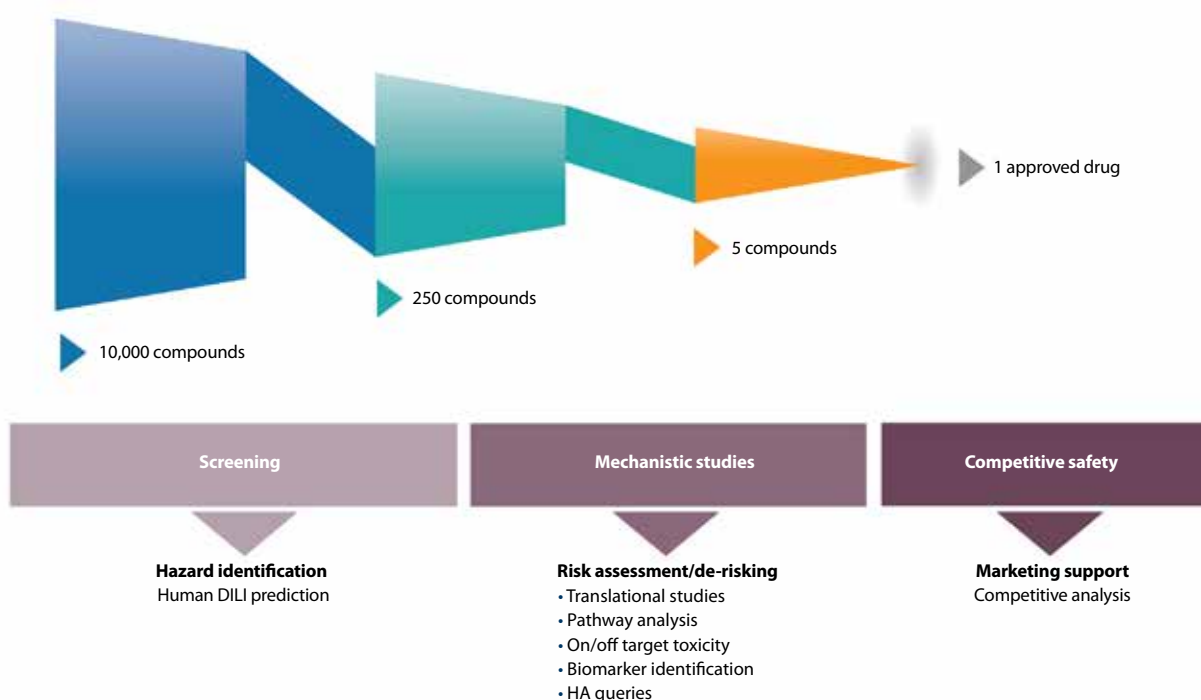 1 approved drug
5 compounds
250 compounds
10,000 compounds
Screening
Mechanistic studies
Competitive safety
Hazard identification
Human DILI prediction
Risk assessment/de-risking
• Translational studies
• Pathway analysis
• On/off target toxicity
• Biomarker identification
• HA queries
Marketing support
Competitive analysis